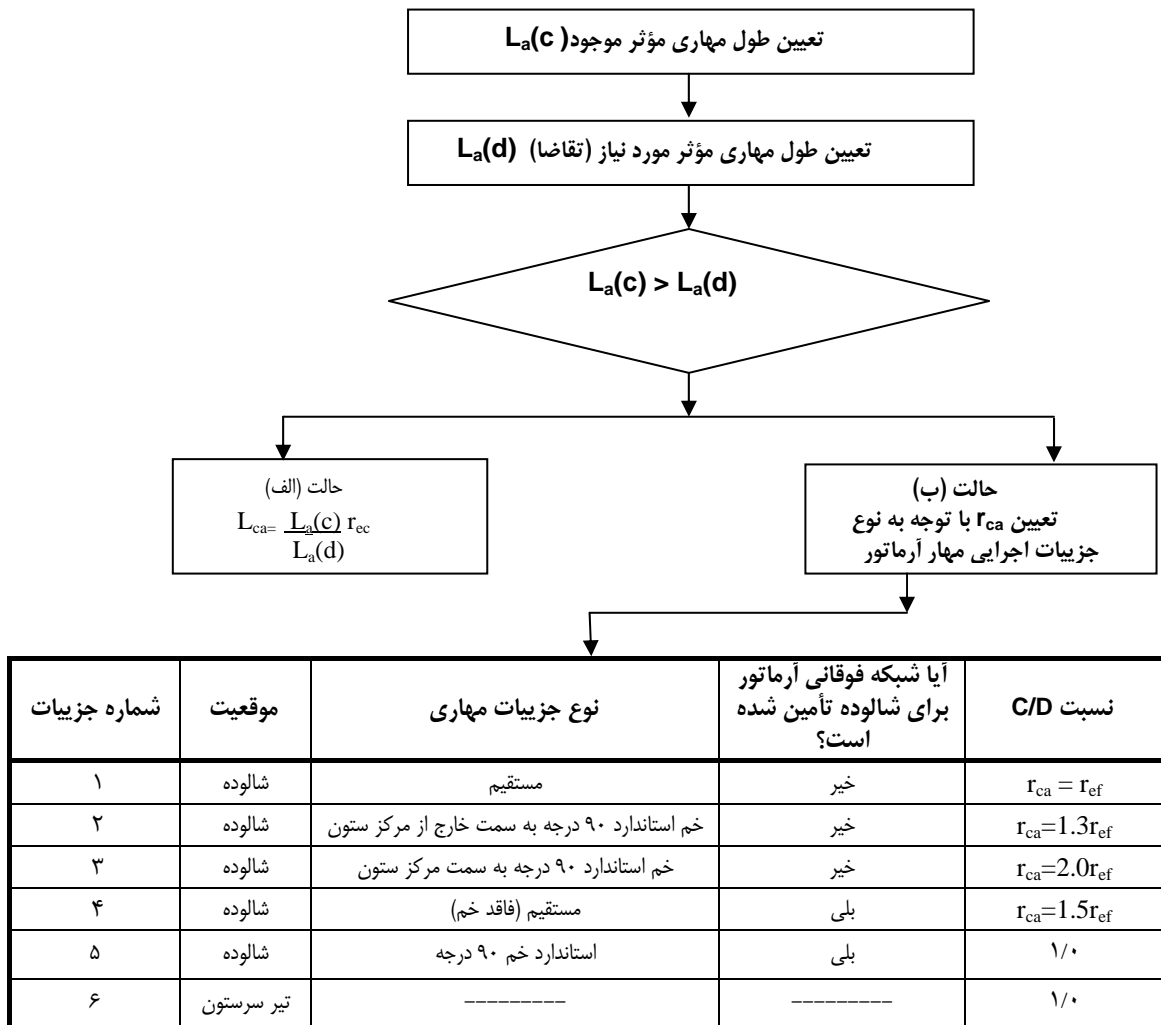 تعیین طول مهاری مؤثر موجود La(c )
تعیین طول مهاری مؤثر مورد نیاز (تقاضا) La(d)
La(c) > La(d)
حالت (ب)
تعیین rca با توجه به نوع
جزییات اجرایی مهار آرماتور
حالت (الف)
Lca= La(c) rec
La(d)
شماره جزییات | موقعیت | نوع جزییات مهاری | آیا شبکه فوقانی آرماتور برای شالوده تأمین شده است؟ | نسبت C/D
۱ | شالوده | مستقیم | خیر | rca = ref
۲ | شالوده | خم استاندارد ۹۰ درجه به سمت خارج از مرکز ستون | خیر | rca=1.3ref
۳ | شالوده | خم استاندارد ۹۰ درجه به سمت مرکز ستون | خیر | rca=2.0ref
۴ | شالوده | مستقیم (فاقد خم) | بلی | rca=1.5ref
۵ | شالوده | استاندارد خم ۹۰ درجه | بلی | ۱/۰
۶ | تیر سرستون | --------- | --------- | ۱/۰